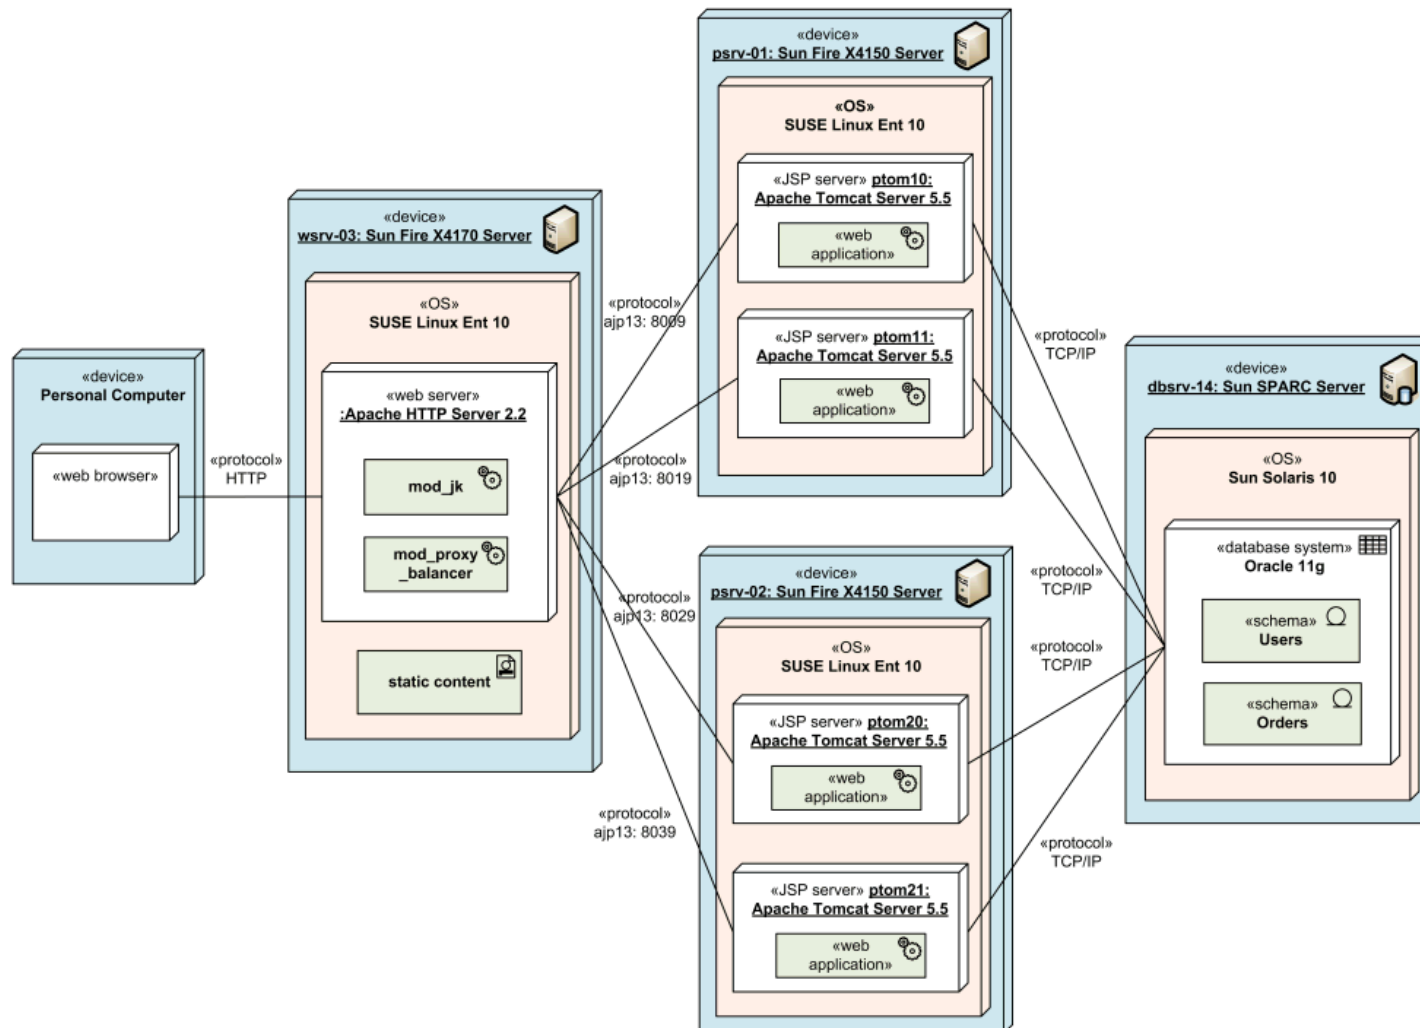 «device»
Personal Computer
«web browser»
«protocol»
HTTP
«device»
wsrv-03: Sun Fire X4170 Server
«OS»
SUSE Linux Ent 10
«web server»
:Apache HTTP Server 2.2
mod_jk
mod_proxy
_balancer
static content
«protocol»
ajp13: 8009
«protocol»
ajp13: 8019
«protocol»
ajp13: 8029
«protocol»
ajp13: 8039
«device»
psrv-01: Sun Fire X4150 Server
«OS»
SUSE Linux Ent 10
«JSP server» ptom10:
Apache Tomcat Server 5.5
«web
application»
«JSP server» ptom11:
Apache Tomcat Server 5.5
«web
application»
«device»
psrv-02: Sun Fire X4150 Server
«OS»
SUSE Linux Ent 10
«JSP server» ptom20:
Apache Tomcat Server 5.5
«web
application»
«JSP server» ptom21:
Apache Tomcat Server 5.5
«web
application»
«protocol»
TCP/IP
«protocol»
TCP/IP
«protocol»
TCP/IP
«protocol»
TCP/IP
«device»
dbsrv-14: Sun SPARC Server
«OS»
Sun Solaris 10
«database system»
Oracle 11g
«schema»
Users
«schema»
Orders